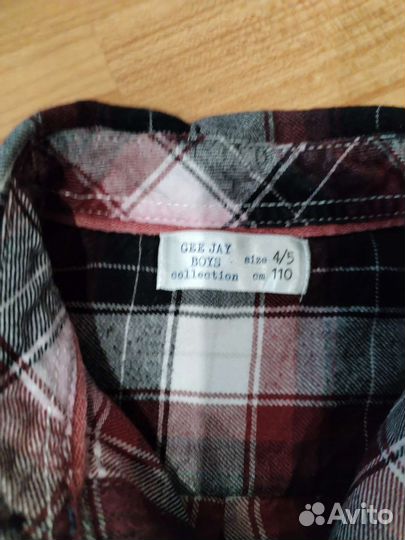 GEE JAY
BOYS · size 4/5
collection cm 110
Avito